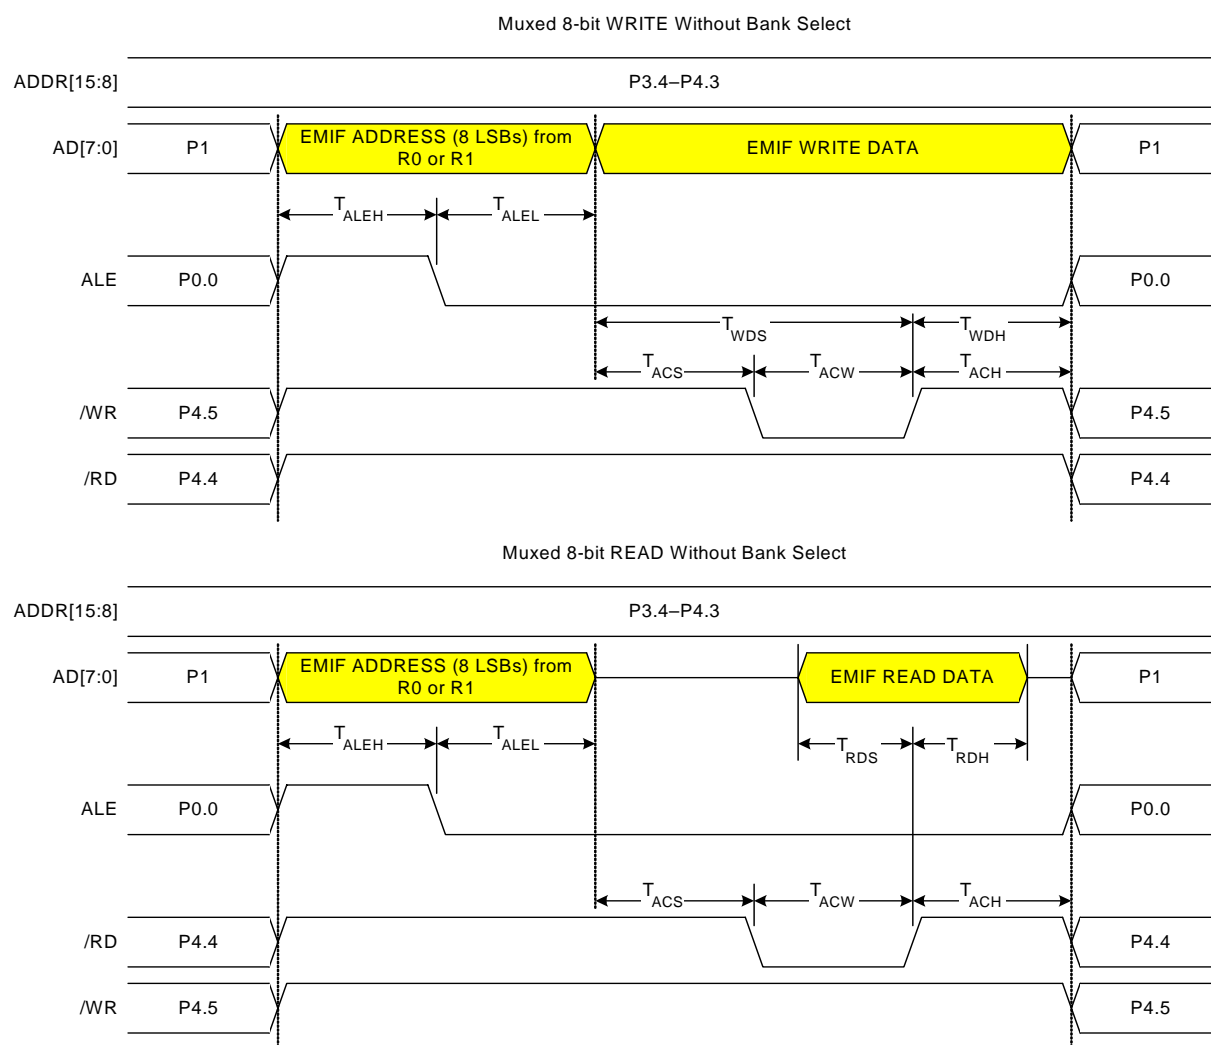 Muxed 8-bit WRITE Without Bank Select
ADDR[15:8] P3.4–P4.3
AD[7:0] P1 EMIF ADDRESS (8 LSBs) from R0 or R1 EMIF WRITE DATA P1
TALEH TALEL
ALE P0.0 P0.0
TWDS TWDH
TACS TACW TACH
/WR P4.5 P4.5
/RD P4.4 P4.4
Muxed 8-bit READ Without Bank Select
ADDR[15:8] P3.4–P4.3
AD[7:0] P1 EMIF ADDRESS (8 LSBs) from R0 or R1 EMIF READ DATA P1
TALEH TALEL TRDS TRDH
ALE P0.0 P0.0
TACS TACW TACH
/RD P4.4 P4.4
/WR P4.5 P4.5